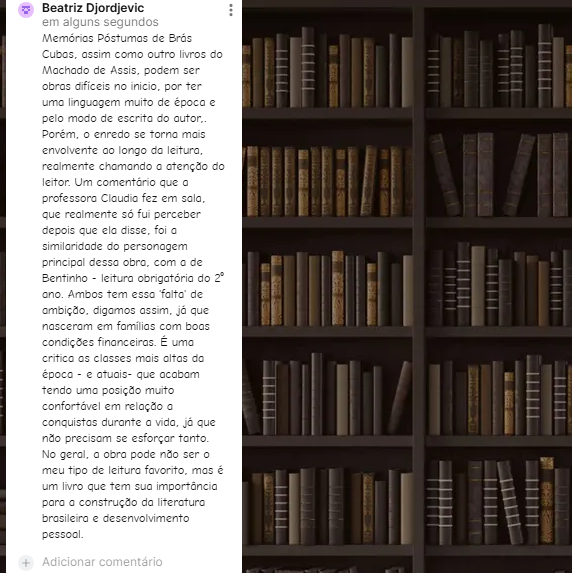 Beatriz Djordjevic
em alguns segundos
Memórias Póstumas de Brás
Cubas, assim como outro livros do
Machado de Assis, podem ser
obras difíceis no inicio, por ter
uma linguagem muito de época e
pelo modo de escrita do autor,.
Porém, o enredo se torna mais
envolvente ao longo da leitura,
realmente chamando a atenção do
leitor. Um comentário que a
professora Claudia fez em sala,
que realmente só fui perceber
depois que ela disse, foi a
similaridade do personagem
principal dessa obra, com a de
Bentinho - leitura obrigatória do 2º
ano. Ambos tem essa 'falta' de
ambição, digamos assim, já que
nasceram em famílias com boas
condições financeiras. É uma
critica as classes mais altas da
época - e atuais- que acabam
tendo uma posição muito
confortável em relação a
conquistas durante a vida, já que
não precisam se esforçar tanto.
No geral, a obra pode não ser o
meu tipo de leitura favorito, mas é
um livro que tem sua importância
para a construção da literatura
brasileira e desenvolvimento
pessoal.
Adicionar comentário